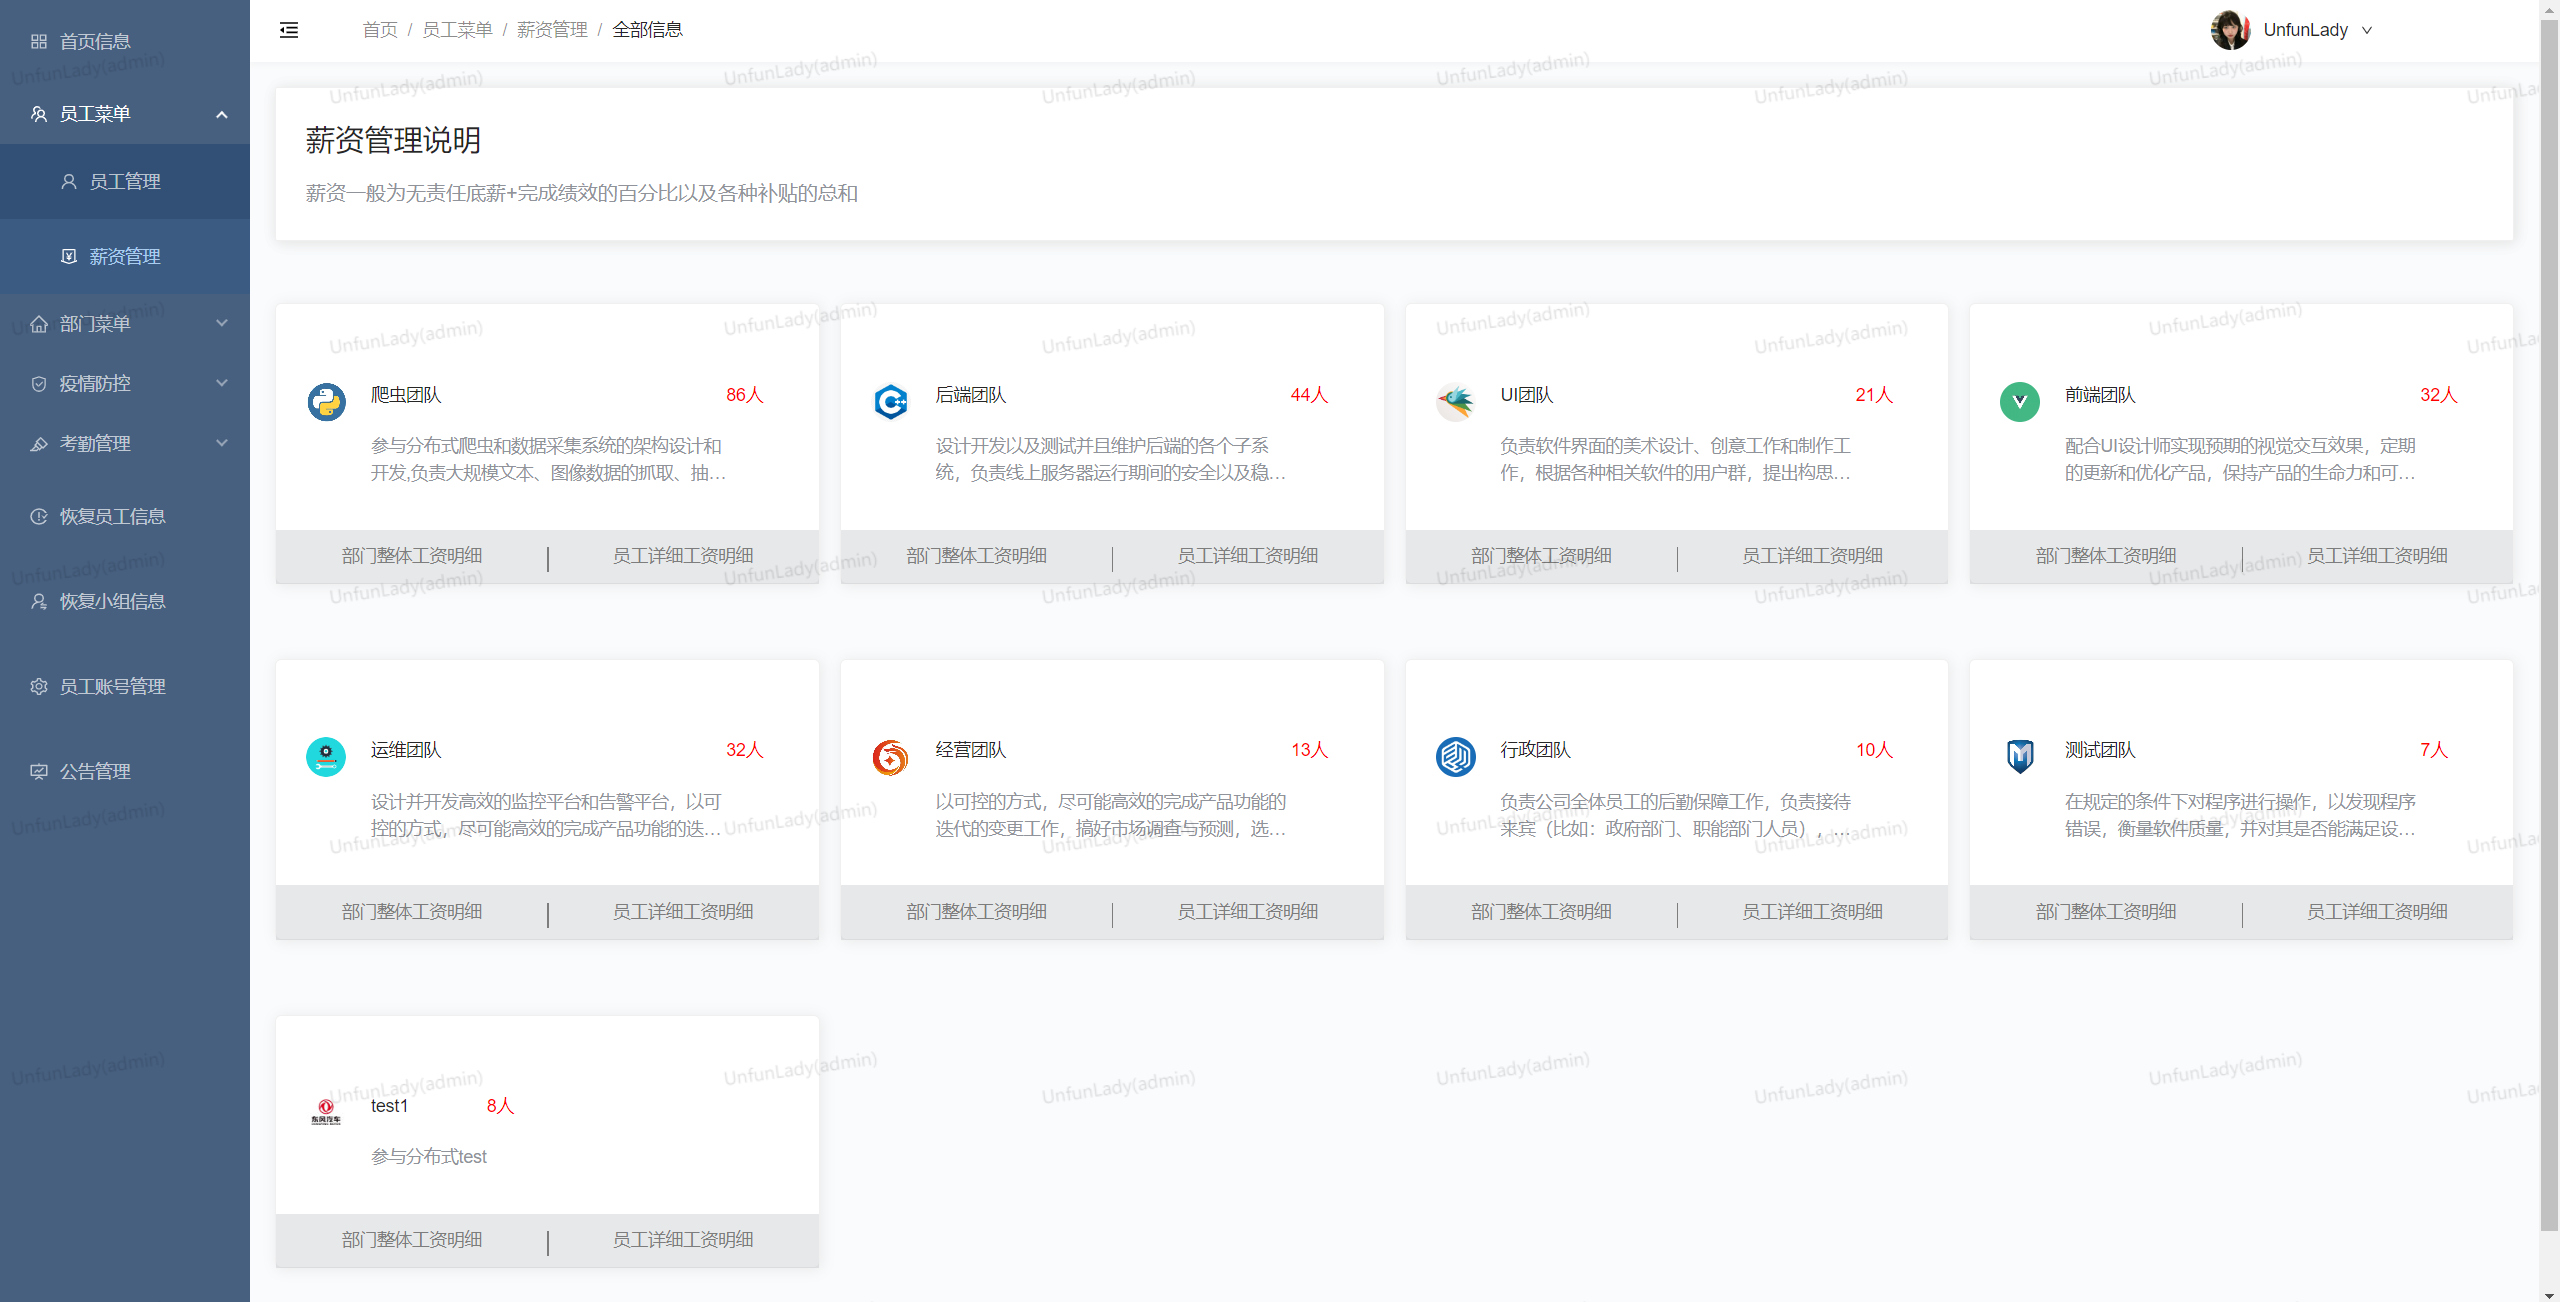 首页信息
员工菜单
员工管理
薪资管理
部门菜单
疫情防控
考勤管理
恢复员工信息
恢复小组信息
员工账号管理
公告管理
首页 / 员工菜单 / 薪资管理 / 全部信息
UnfunLady
薪资管理说明
薪资一般为无责任底薪+完成绩效的百分比以及各种补贴的总和
爬虫团队 86人
参与分布式爬虫和数据采集系统的架构设计和
开发,负责大规模文本、图像数据的抓取、抽...
部门整体工资明细 | 员工详细工资明细
后端团队 44人
设计开发以及测试并且维护后端的各个子系
统，负责线上服务器运行期间的安全以及稳...
部门整体工资明细 | 员工详细工资明细
UI团队 21人
负责软件界面的美术设计、创意工作和制作工
作，根据各种相关软件的用户群，提出构思...
部门整体工资明细 | 员工详细工资明细
前端团队 32人
配合UI设计师实现预期的视觉交互效果，定期
的更新和优化产品，保持产品的生命力和可...
部门整体工资明细 | 员工详细工资明细
运维团队 32人
设计并开发高效的监控平台和告警平台，以可
控的方式，尽可能高效的完成产品功能的迭...
部门整体工资明细 | 员工详细工资明细
经营团队 13人
以可控的方式，尽可能高效的完成产品功能的
迭代的变更工作，搞好市场调查与预测，选...
部门整体工资明细 | 员工详细工资明细
行政团队 10人
负责公司全体员工的后勤保障工作，负责接待
来宾（比如：政府部门、职能部门人员），...
部门整体工资明细 | 员工详细工资明细
测试团队 7人
在规定的条件下对程序进行操作，以发现程序
错误，衡量软件质量，并对其是否能满足设...
部门整体工资明细 | 员工详细工资明细
东风汽车
test1 8人
参与分布式test
部门整体工资明细 | 员工详细工资明细
UnfunLady(admin)